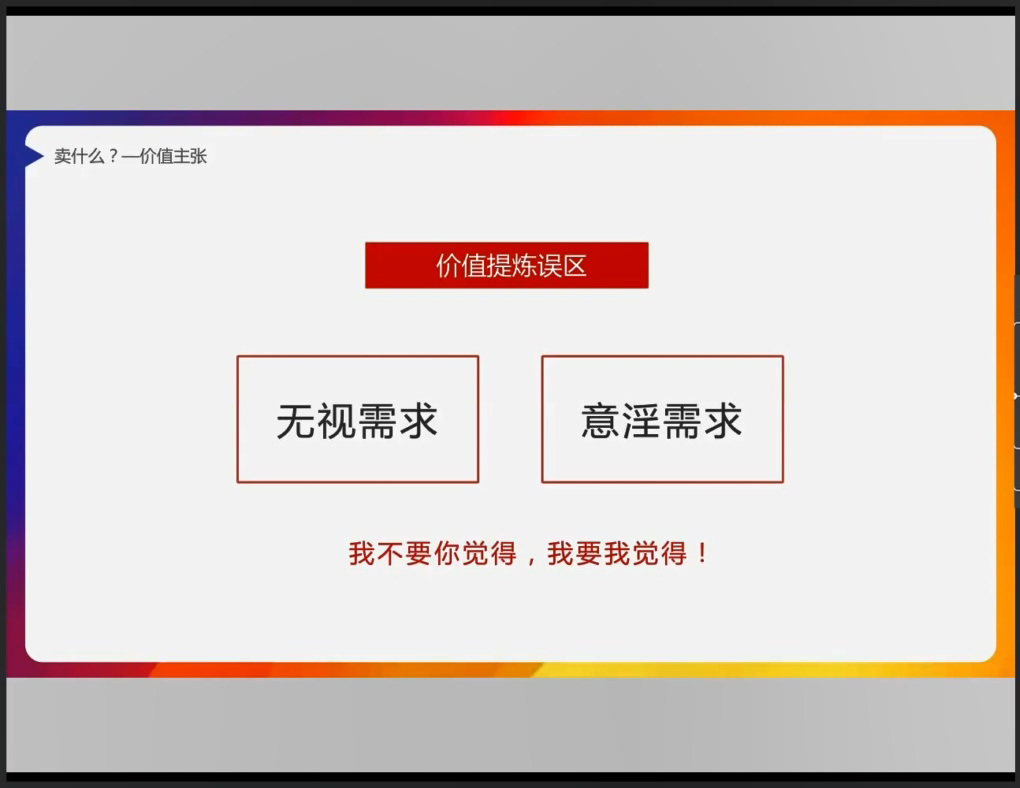 卖什么？—价值主张
价值提炼误区
无视需求
意淫需求
我不要你觉得，我要我觉得！